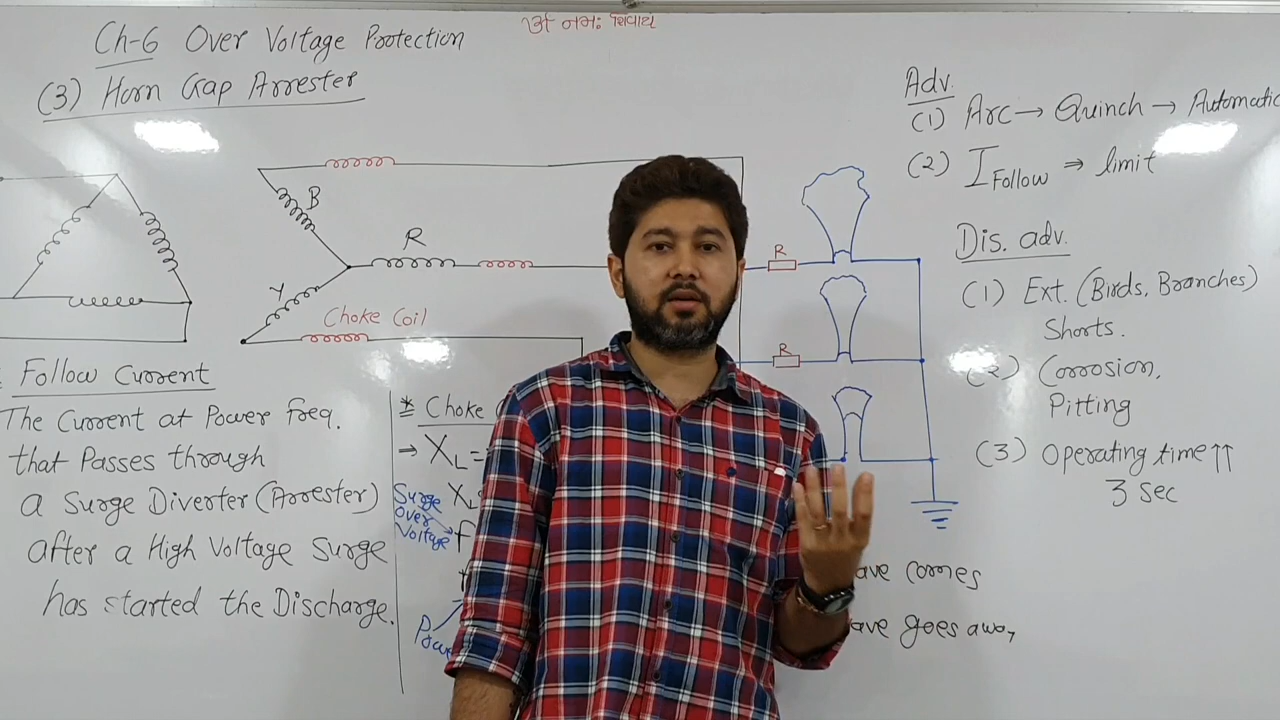 Ch-6 Over Voltage Protection
ૐ નમઃ શિવાય
(3) Horn Gap Arrester
B
R
Y
Choke Coil
R
R
Follow Current
The Current at Power freq.
that Passes through
a Surge Diverter (Arrester)
after a High Voltage Surge
has started the Discharge.
* Choke
→ XL =
XL
Surge
Over
Voltage
f
ave comes
ave goes away
Adv.
(1) Arc → Quinch → Automatic
(2) I Follow ⇒ limit
Dis. adv.
(1) Ext. (Birds, Branches)
Shorts.
(2) Corrosion,
Pitting
(3) Operating time ↑↑
3 sec